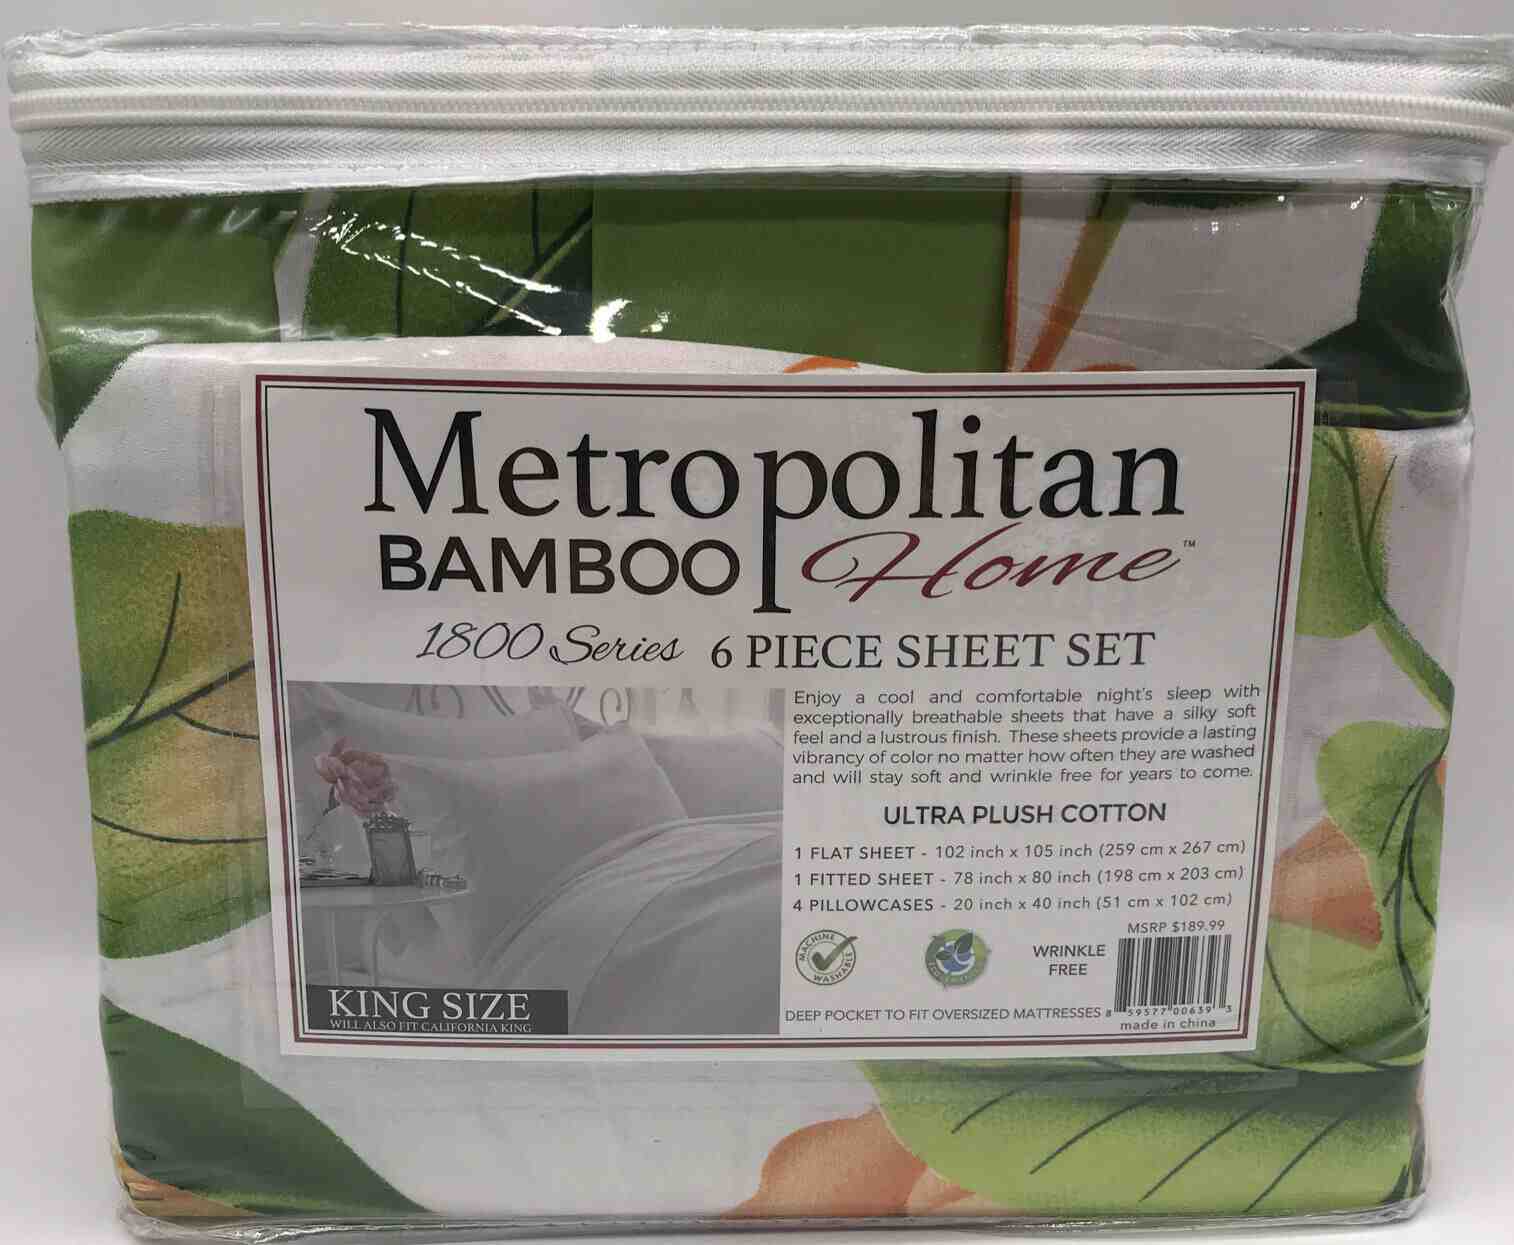 Metropolitan
BAMBOO Home™
1800 Series 6 PIECE SHEET SET
Enjoy a cool and comfortable night's sleep with
exceptionally breathable sheets that have a silky soft
feel and a lustrous finish. These sheets provide a lasting
vibrancy of color no matter how often they are washed
and will stay soft and wrinkle free for years to come.
ULTRA PLUSH COTTON
1 FLAT SHEET - 102 inch x 105 inch (259 cm x 267 cm)
1 FITTED SHEET - 78 inch x 80 inch (198 cm x 203 cm)
4 PILLOWCASES - 20 inch x 40 inch (51 cm x 102 cm)
MSRP $189.99
MACHINE WASHABLE
WRINKLE
FREE
DEEP POCKET TO FIT OVERSIZED MATTRESSES
8 59577 00639 3
made in china
KING SIZE
WILL ALSO FIT CALIFORNIA KING